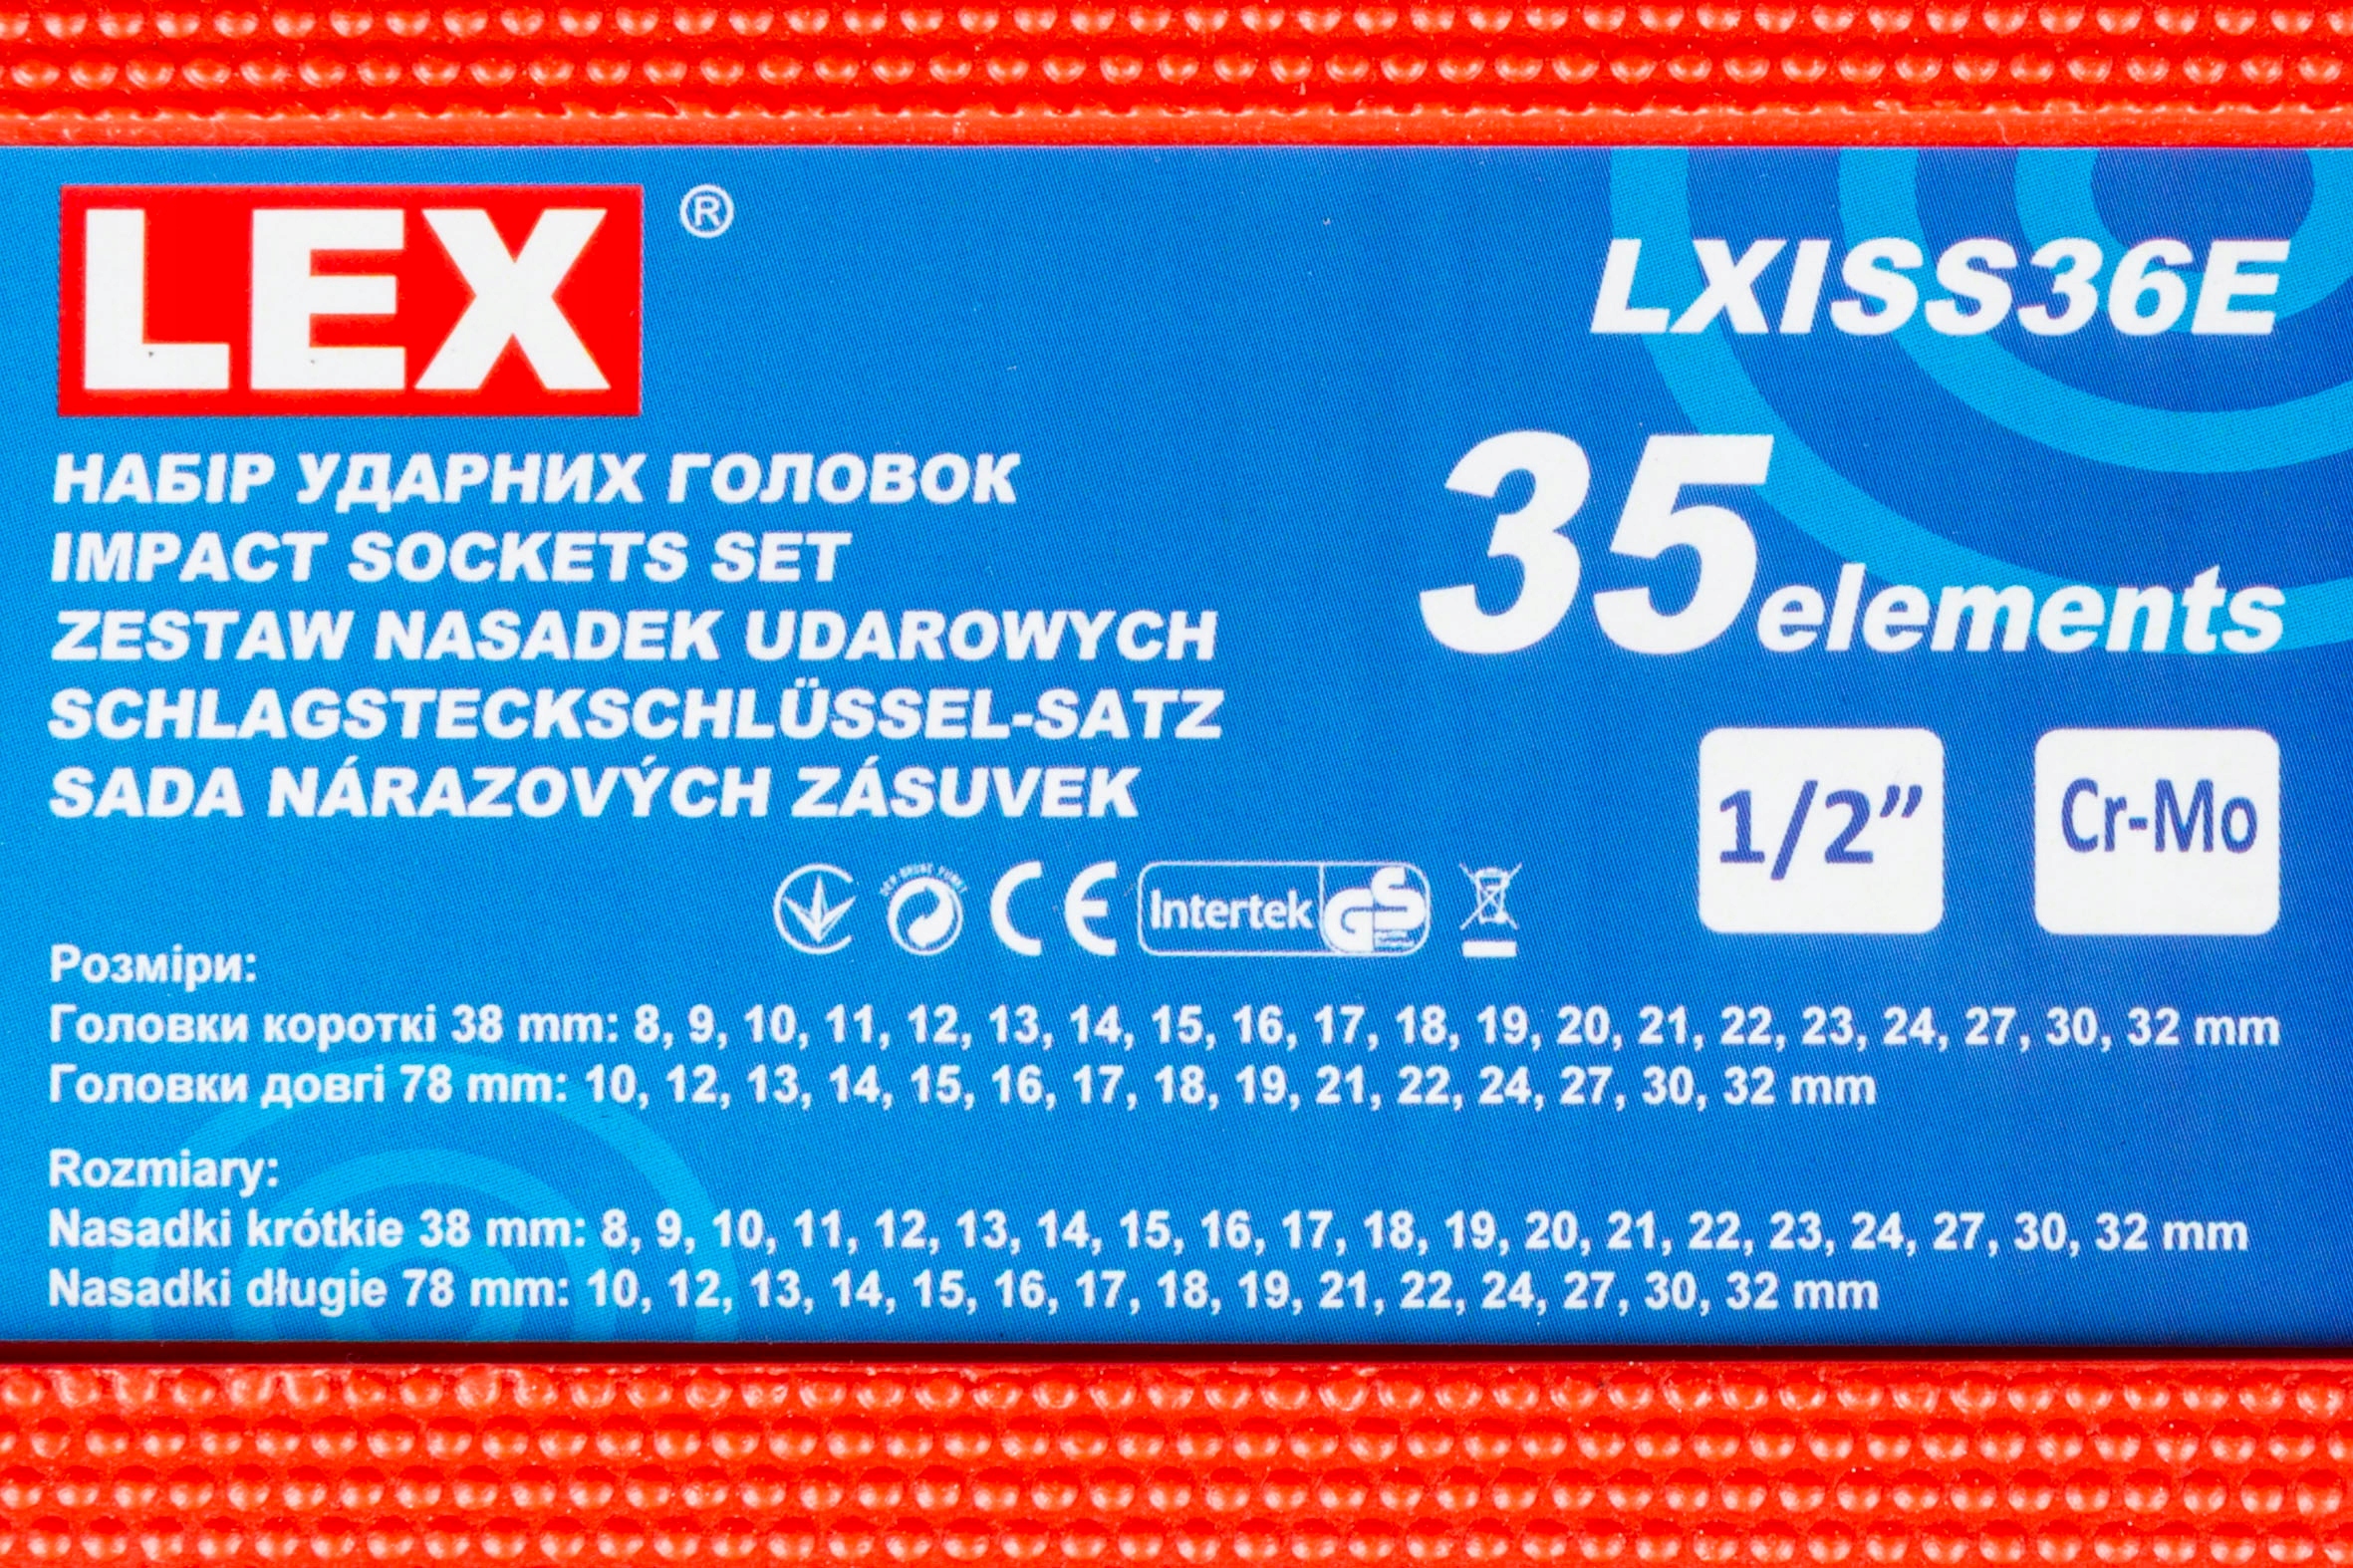 LEX ®
LXISS36E
НАБІР УДАРНИХ ГОЛОВОК
IMPACT SOCKETS SET
ZESTAW NASADEK UDAROWYCH
SCHLAGSTECKSCHLÜSSEL-SATZ
SADA NÁRAZOVÝCH ZÁSUVEK
35 elements
1/2”
Cr-Mo
DER GRÜNE PUNKT
CE
Intertek GS
Розміри:
Головки короткі 38 mm: 8, 9, 10, 11, 12, 13, 14, 15, 16, 17, 18, 19, 20, 21, 22, 23, 24, 27, 30, 32 mm
Головки довгі 78 mm: 10, 12, 13, 14, 15, 16, 17, 18, 19, 21, 22, 24, 27, 30, 32 mm
Rozmiary:
Nasadki krótkie 38 mm: 8, 9, 10, 11, 12, 13, 14, 15, 16, 17, 18, 19, 20, 21, 22, 23, 24, 27, 30, 32 mm
Nasadki długie 78 mm: 10, 12, 13, 14, 15, 16, 17, 18, 19, 21, 22, 24, 27, 30, 32 mm